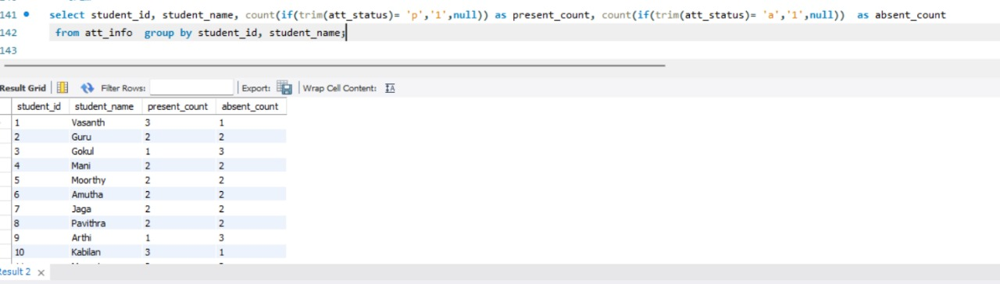 141 select student_id, student_name, count(if(trim(att_status)= 'p','1',null)) as present_count, count(if(trim(att_status)= 'a','1',null))  as absent_count
142 from att_info  group by student_id, student_name;
143
Result Grid Filter Rows: Export: Wrap Cell Content: IA
student_id student_name present_count absent_count
1 Vasanth 3 1
2 Guru 2 2
3 Gokul 1 3
4 Mani 2 2
5 Moorthy 2 2
6 Amutha 2 2
7 Jaga 2 2
8 Pavithra 2 2
9 Arthi 1 3
10 Kabilan 3 1
Result 2 ×